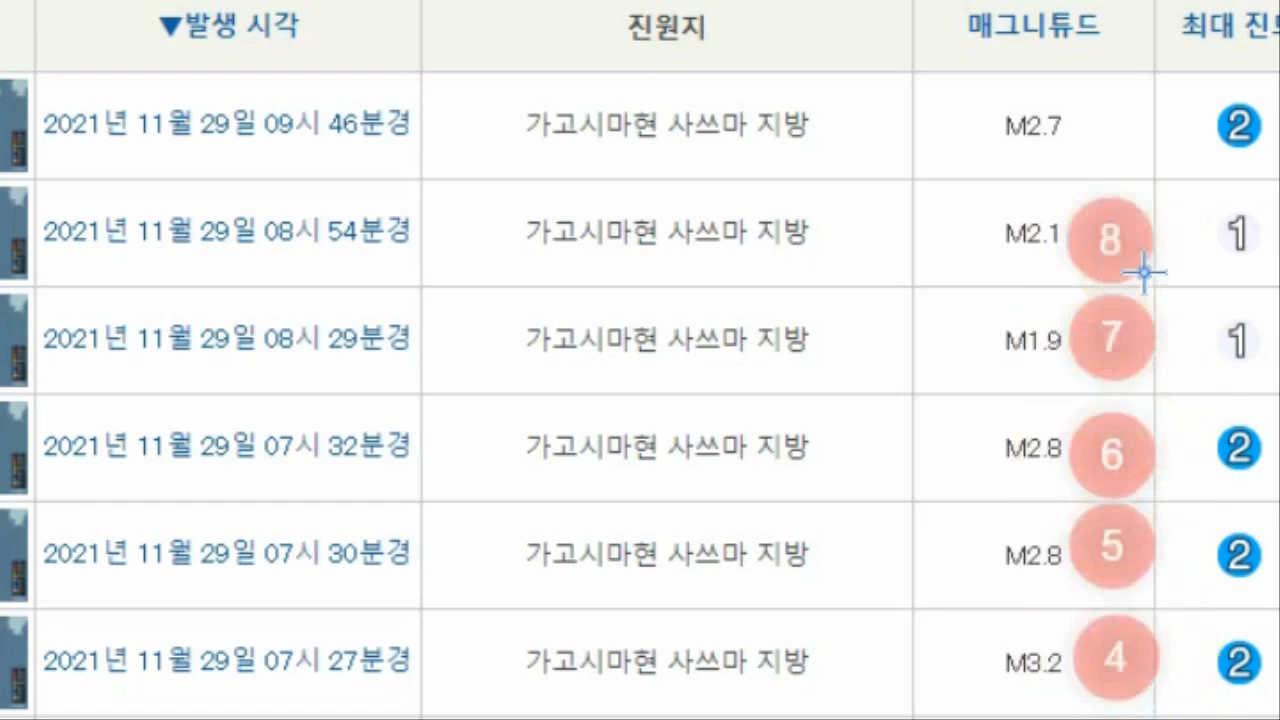 ▼발생 시각 진원지 매그니튜드 최대 진
2021년 11월 29일 09시 46분경 가고시마현 사쓰마 지방 M2.7 2
2021년 11월 29일 08시 54분경 가고시마현 사쓰마 지방 M2.1 8 1
2021년 11월 29일 08시 29분경 가고시마현 사쓰마 지방 M1.9 7 1
2021년 11월 29일 07시 32분경 가고시마현 사쓰마 지방 M2.8 6 2
2021년 11월 29일 07시 30분경 가고시마현 사쓰마 지방 M2.8 5 2
2021년 11월 29일 07시 27분경 가고시마현 사쓰마 지방 M3.2 4 2